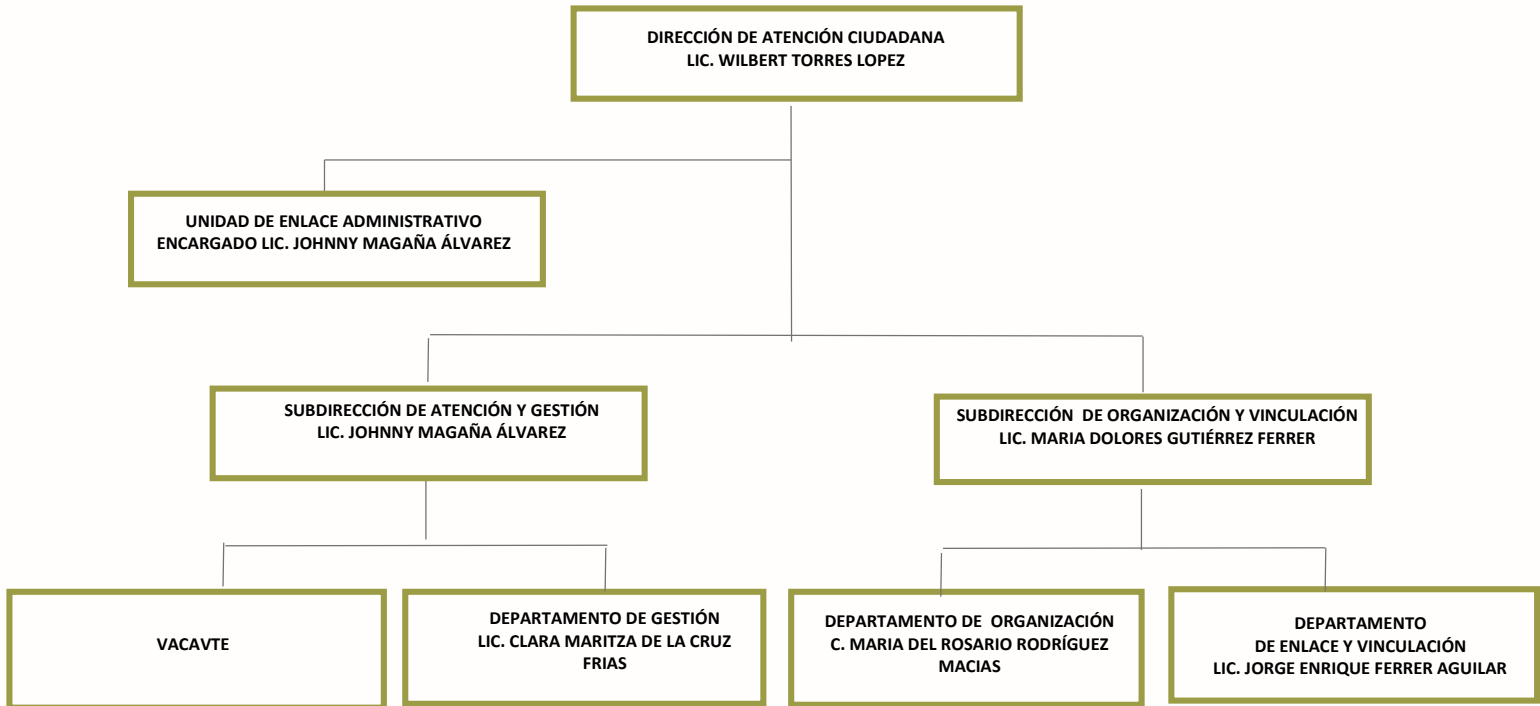 DIRECCIÓN DE ATENCIÓN CIUDADANA
LIC. WILBERT TORRES LOPEZ
UNIDAD DE ENLACE ADMINISTRATIVO
ENCARGADO LIC. JOHNNY MAGAÑA ÁLVAREZ
SUBDIRECCIÓN DE ATENCIÓN Y GESTIÓN
LIC. JOHNNY MAGAÑA ÁLVAREZ
SUBDIRECCIÓN DE ORGANIZACIÓN Y VINCULACIÓN
LIC. MARIA DOLORES GUTIÉRREZ FERRER
VACAVTE
DEPARTAMENTO DE GESTIÓN
LIC. CLARA MARITZA DE LA CRUZ
FRIAS
DEPARTAMENTO DE ORGANIZACIÓN
C. MARIA DEL ROSARIO RODRÍGUEZ
MACIAS
DEPARTAMENTO
DE ENLACE Y VINCULACIÓN
LIC. JORGE ENRIQUE FERRER AGUILAR